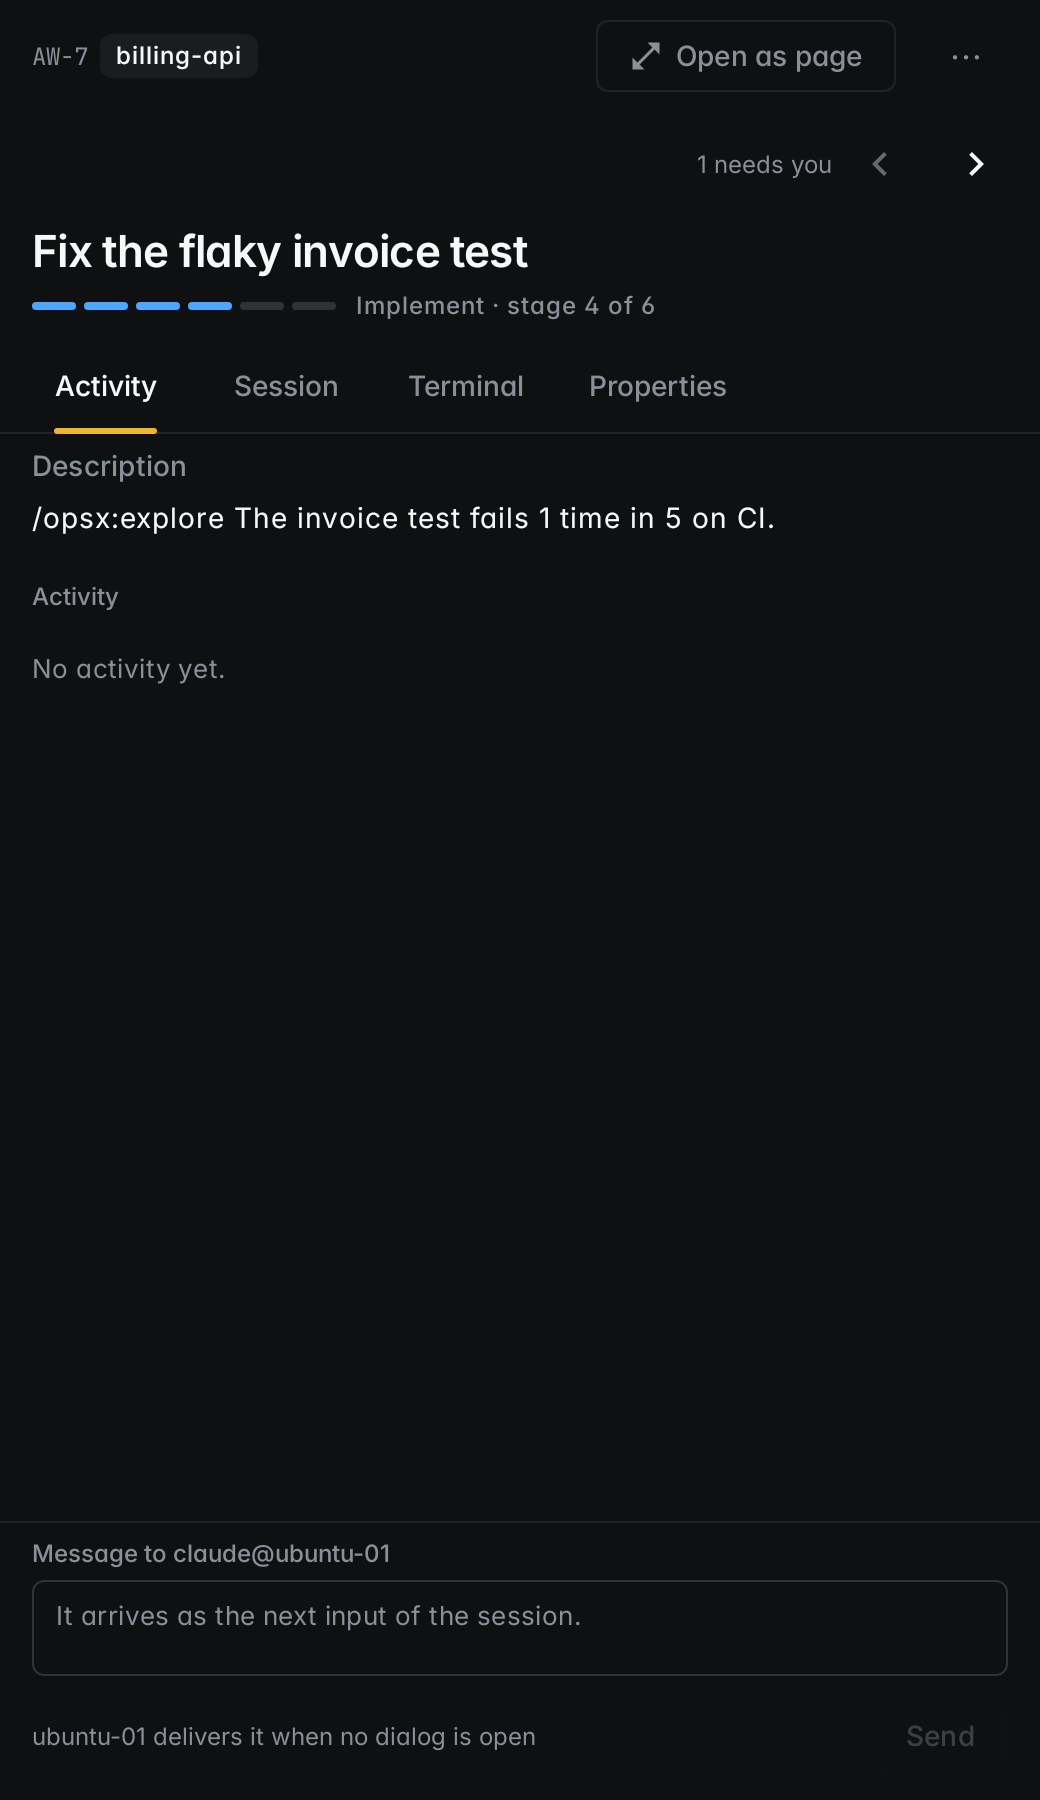 AW-7 billing-api Open as page ...
1 needs you
Fix the flaky invoice test
Implement · stage 4 of 6
Activity Session Terminal Properties
Description
/opsx:explore The invoice test fails 1 time in 5 on CI.
Activity
No activity yet.
Message to claude@ubuntu-01
It arrives as the next input of the session.
ubuntu-01 delivers it when no dialog is open Send